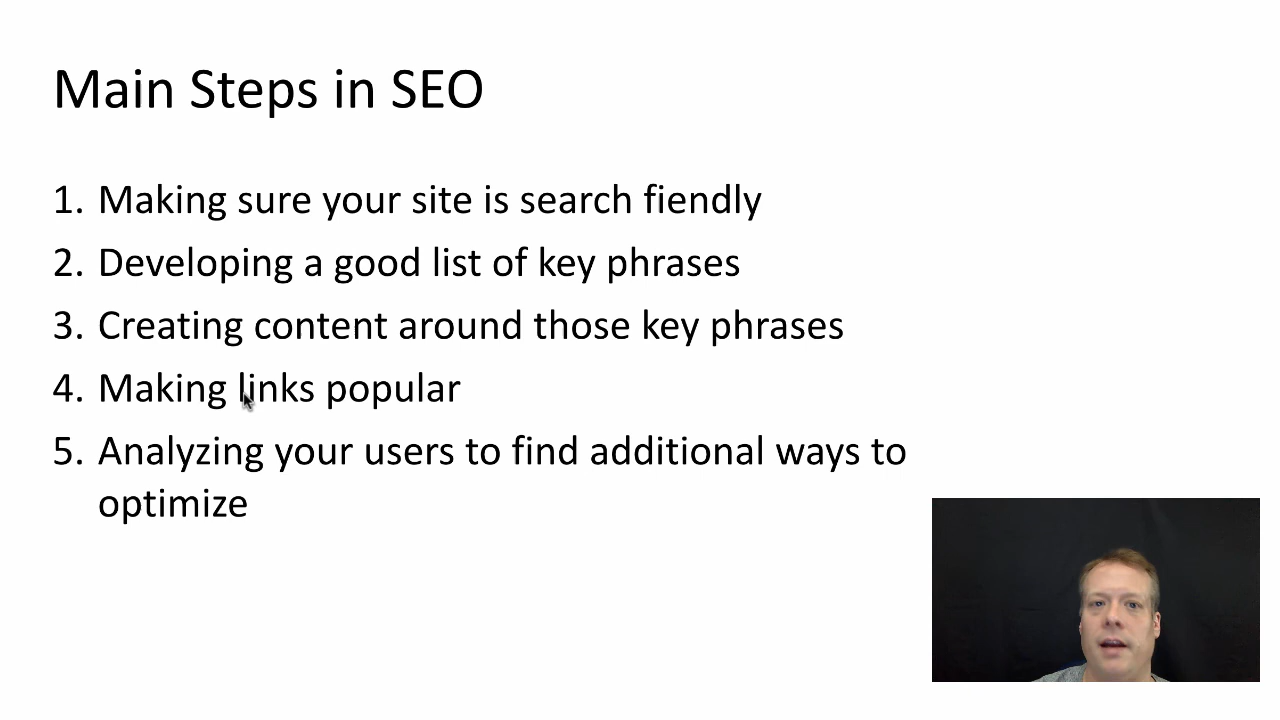 Main Steps in SEO
1. Making sure your site is search fiendly
2. Developing a good list of key phrases
3. Creating content around those key phrases
4. Making links popular
5. Analyzing your users to find additional ways to
optimize